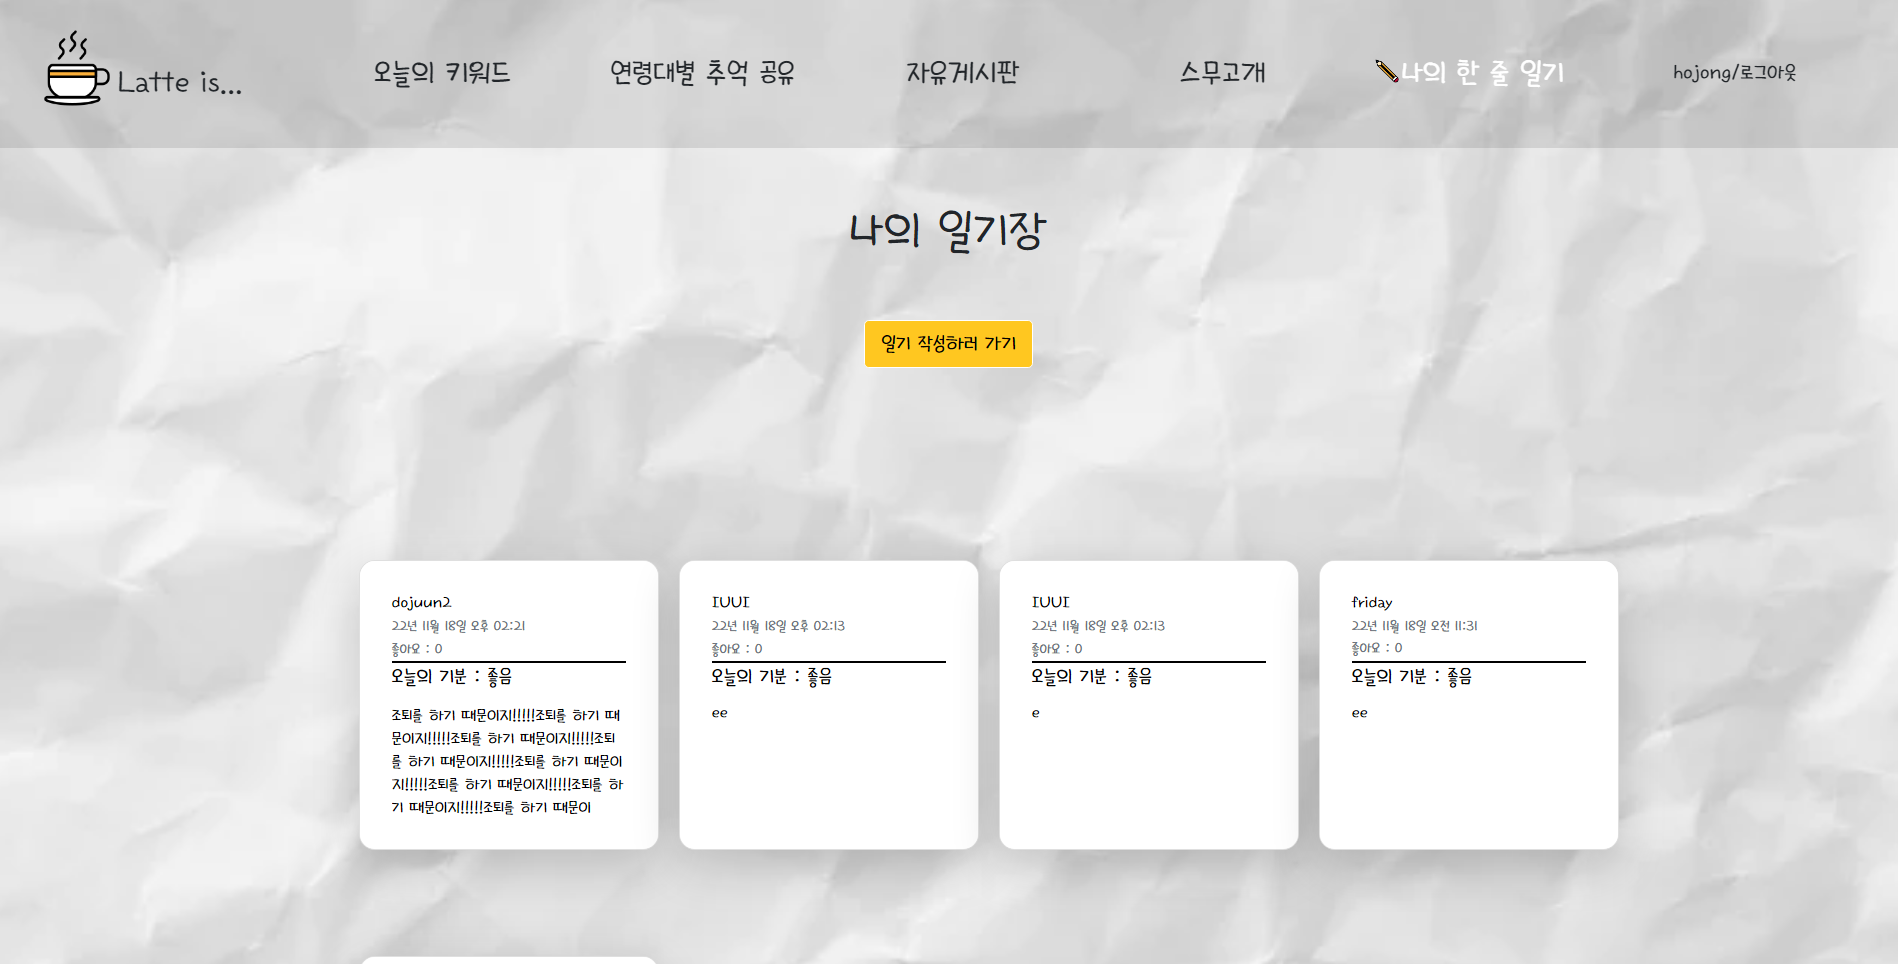 Latte is...
오늘의 키워드
연령대별 추억 공유
자유게시판
스무고개
나의 한 줄 일기
hojong/로그아웃
나의 일기장
일기 작성하러 가기
dojuun2
22년 11월 18일 오후 02:21
좋아요 : 0
오늘의 기분 : 좋음
조퇴를 하기 때문이지!!!!!조퇴를 하기 때
문이지!!!!!조퇴를 하기 때문이지!!!!!조퇴
를 하기 때문이지!!!!!조퇴를 하기 때문이
지!!!!!조퇴를 하기 때문이지!!!!!조퇴를 하
기 때문이지!!!!!조퇴를 하기 때문이
IUUI
22년 11월 18일 오후 02:13
좋아요 : 0
오늘의 기분 : 좋음
ee
IUUI
22년 11월 18일 오후 02:13
좋아요 : 0
오늘의 기분 : 좋음
e
friday
22년 11월 18일 오전 11:31
좋아요 : 0
오늘의 기분 : 좋음
ee